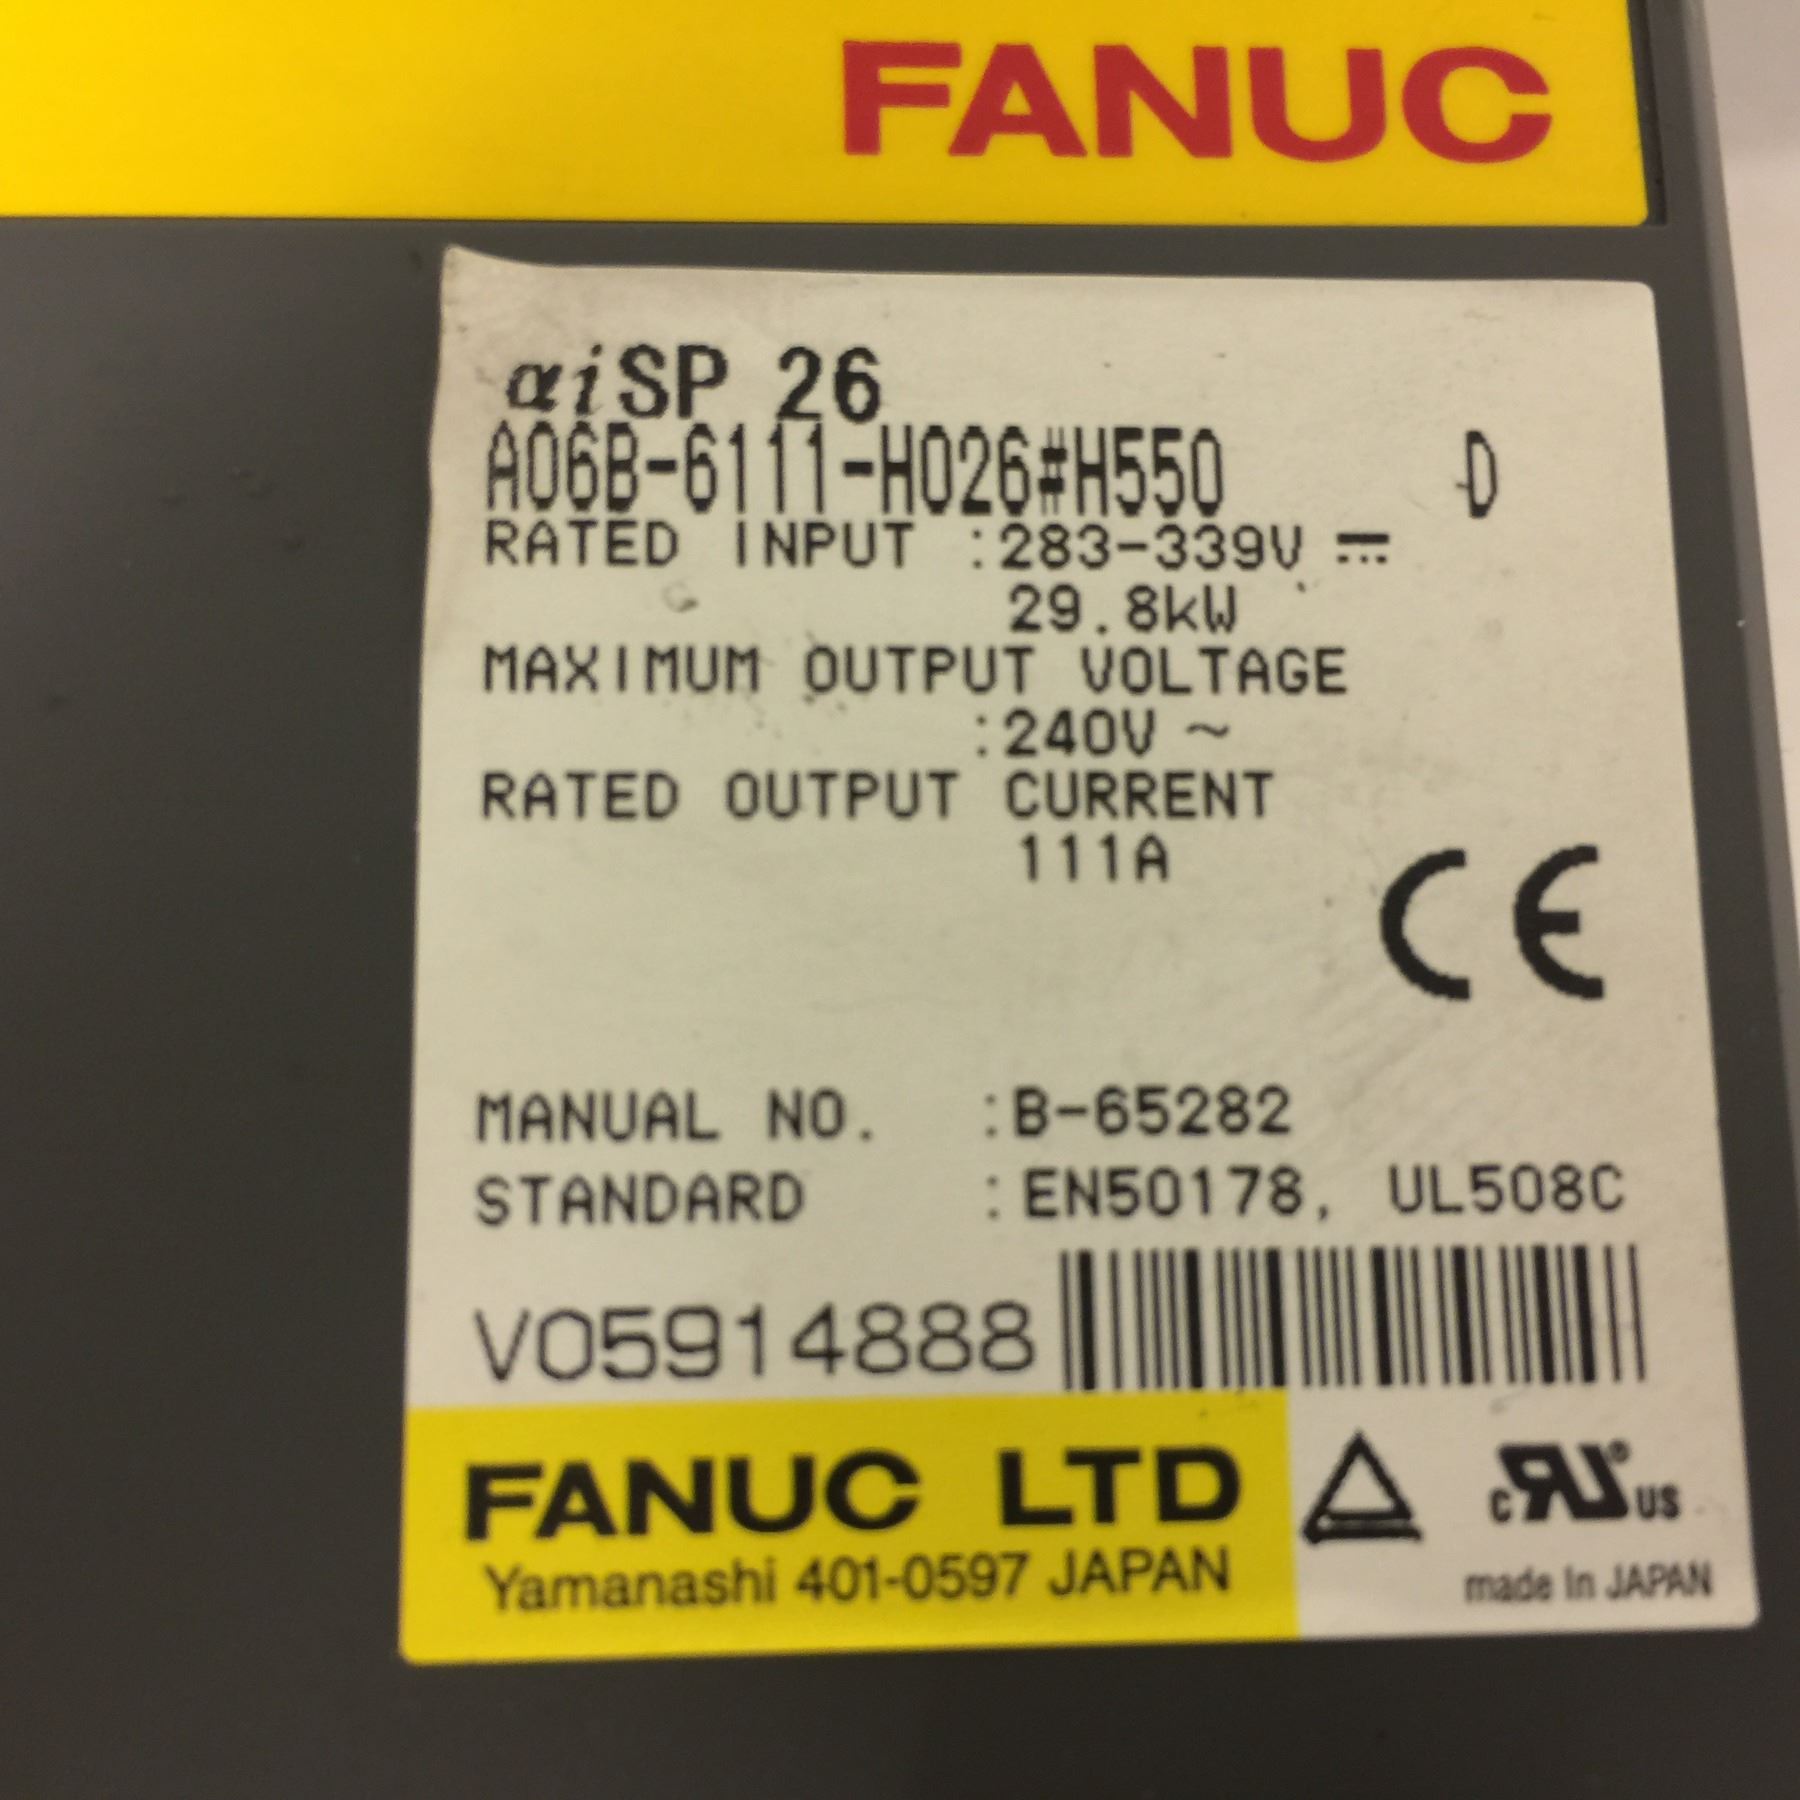 FANUC
αiSP 26
A06B-6111-H026#H550 D
RATED INPUT :283-339V ⎓
29.8kW
MAXIMUM OUTPUT VOLTAGE
:240V ~
RATED OUTPUT CURRENT
111A
CE
MANUAL NO. :B-65282
STANDARD :EN50178, UL508C
V05914888
FANUC LTD
Yamanashi 401-0597 JAPAN
c RU® US
made in JAPAN